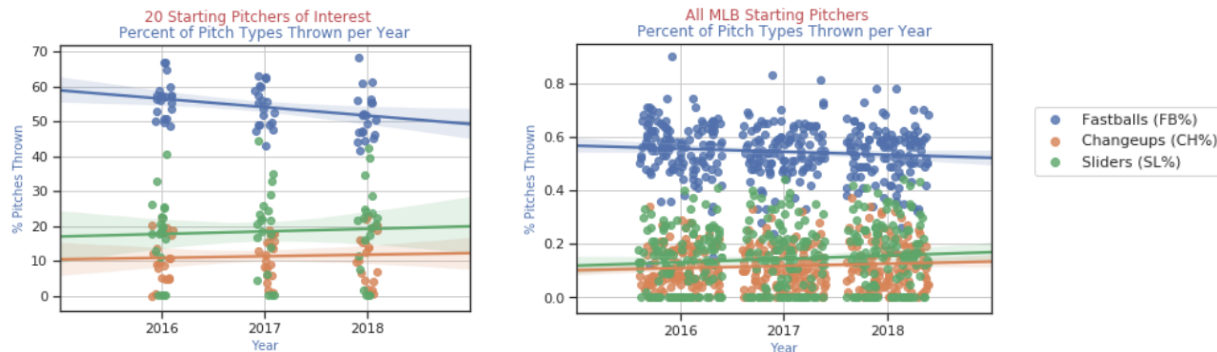 20 Starting Pitchers of Interest
Percent of Pitch Types Thrown per Year
% Pitches Thrown
70
60
50
40
30
20
10
0
2016 2017 2018
Year
All MLB Starting Pitchers
Percent of Pitch Types Thrown per Year
% Pitches Thrown
0.8
0.6
0.4
0.2
0.0
2016 2017 2018
Year
Fastballs (FB%)
Changeups (CH%)
Sliders (SL%)